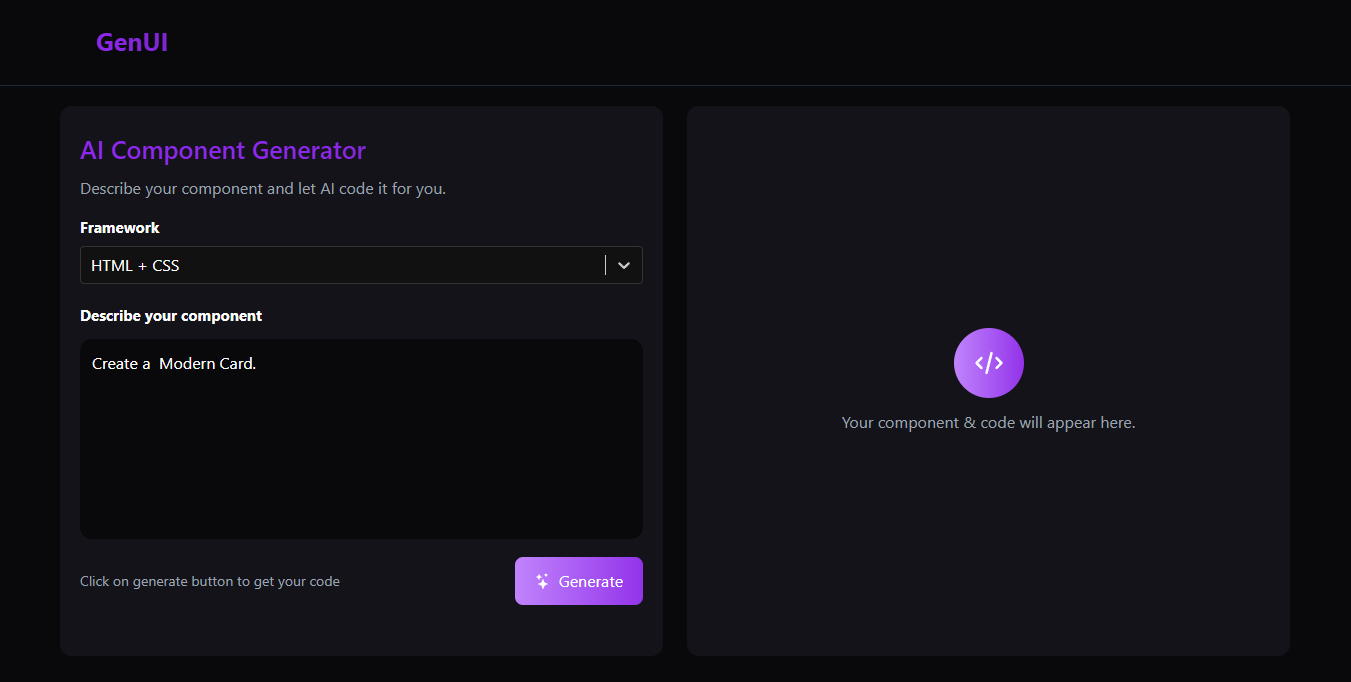 GenUI
AI Component Generator
Describe your component and let AI code it for you.
Framework
HTML + CSS
Describe your component
Create a  Modern Card.
Click on generate button to get your code
Generate
</>
Your component & code will appear here.